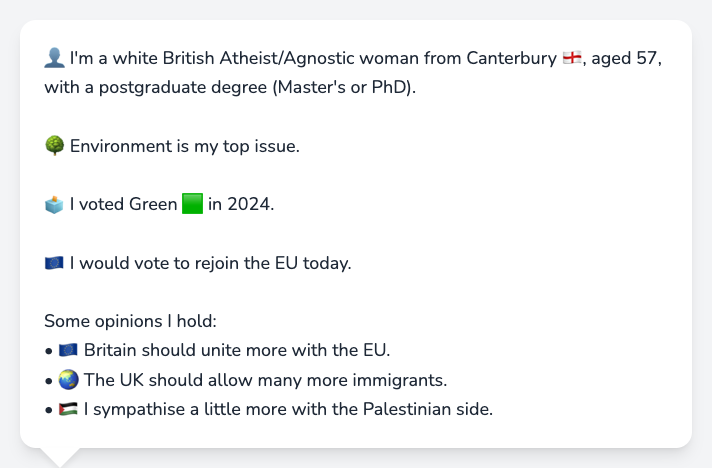 👤 I'm a white British Atheist/Agnostic woman from Canterbury 🏴󠁧󠁢󠁥󠁮󠁧󠁿, aged 57,
with a postgraduate degree (Master's or PhD).
🌳 Environment is my top issue.
🗳️ I voted Green 🟩 in 2024.
🇪🇺 I would vote to rejoin the EU today.
Some opinions I hold:
• 🇪🇺 Britain should unite more with the EU.
• 🌏 The UK should allow many more immigrants.
• 🇵🇸 I sympathise a little more with the Palestinian side.